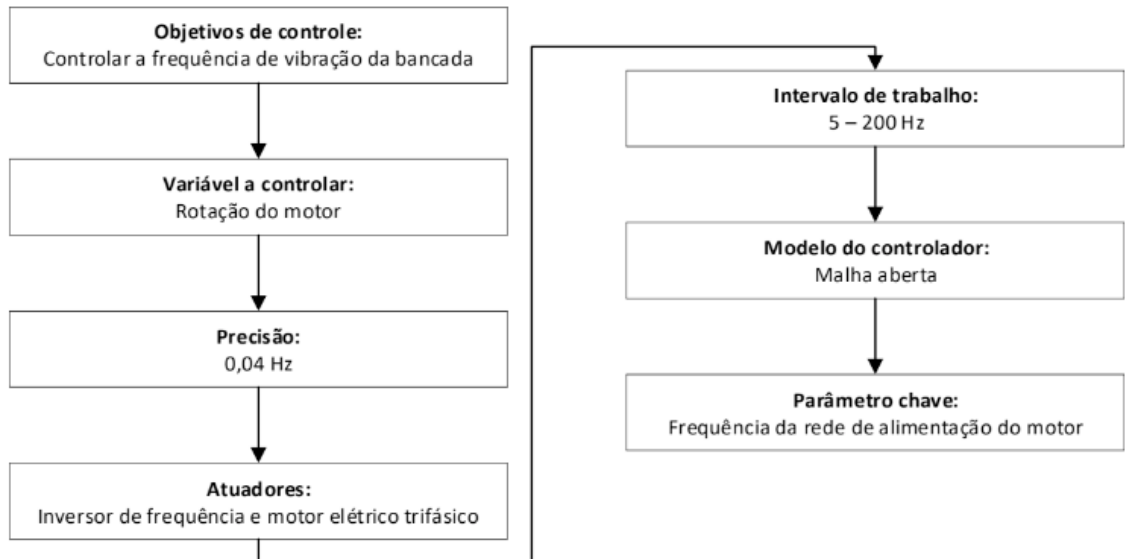 Objetivos de controle:
Controlar a frequência de vibração da bancada
Variável a controlar:
Rotação do motor
Precisão:
0,04 Hz
Atuadores:
Inversor de frequência e motor elétrico trifásico
Intervalo de trabalho:
5 – 200 Hz
Modelo do controlador:
Malha aberta
Parâmetro chave:
Frequência da rede de alimentação do motor